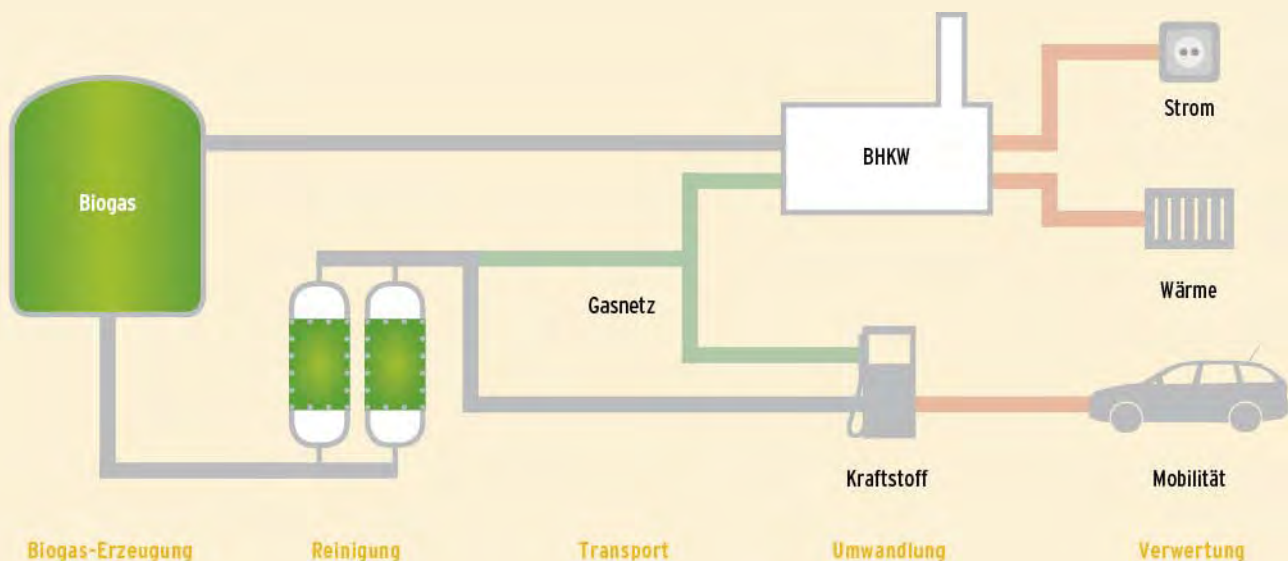 Strom
BHKW
Biogas
Wärme
Gasnetz
Kraftstoff
Mobilität
Biogas-Erzeugung
Reinigung
Transport
Umwandlung
Verwertung